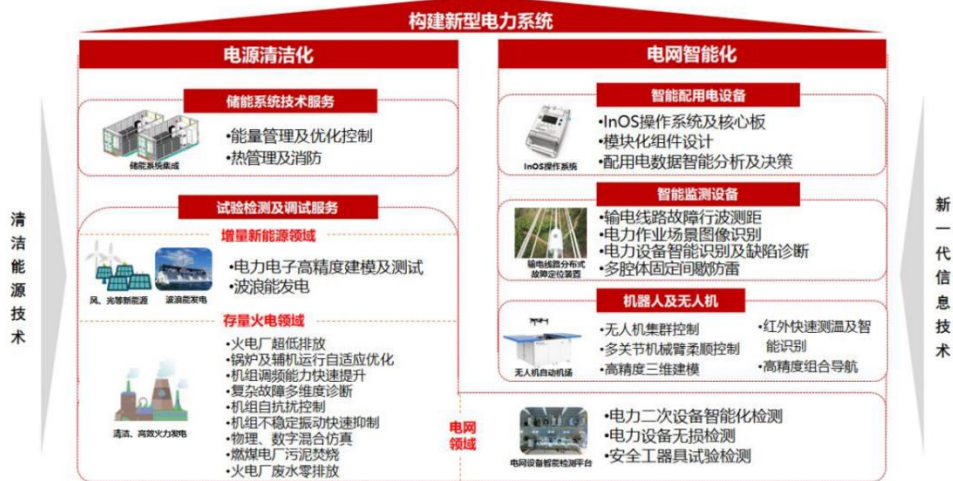 构建新型电力系统
电源清洁化
储能系统技术服务
储能系统集成
•能量管理及优化控制
•热管理及消防
试验检测及调试服务
增量新能源领域
风、光等新能源
波浪能发电
•电力电子高精度建模及测试
•波浪能发电
存量火电领域
清洁、高效火力发电
•火电厂超低排放
•锅炉及辅机运行自适应优化
•机组调频能力快速提升
•复杂故障多维度诊断
•机组自抗扰控制
•机组不稳定振动快速抑制
•物理、数字混合仿真
•燃煤电厂污泥焚烧
•火电厂废水零排放
电网智能化
智能配用电设备
InOS操作系统
•InOS操作系统及核心板
•模块化组件设计
•配用电数据智能分析及决策
智能监测设备
输电线路分布式
故障定位装置
•输电线路故障行波测距
•电力作业场景图像识别
•电力设备智能识别及缺陷诊断
•多腔体固定间歇防雷
机器人及无人机
无人机自动机场
•无人机集群控制
•多关节机械臂柔顺控制
•高精度三维建模
•红外快速测温及智
能识别
•高精度组合导航
电网
领域
电网设备智能检测平台
•电力二次设备智能化检测
•电力设备无损检测
•安全工器具试验检测
清洁能源技术
新一代信息技术